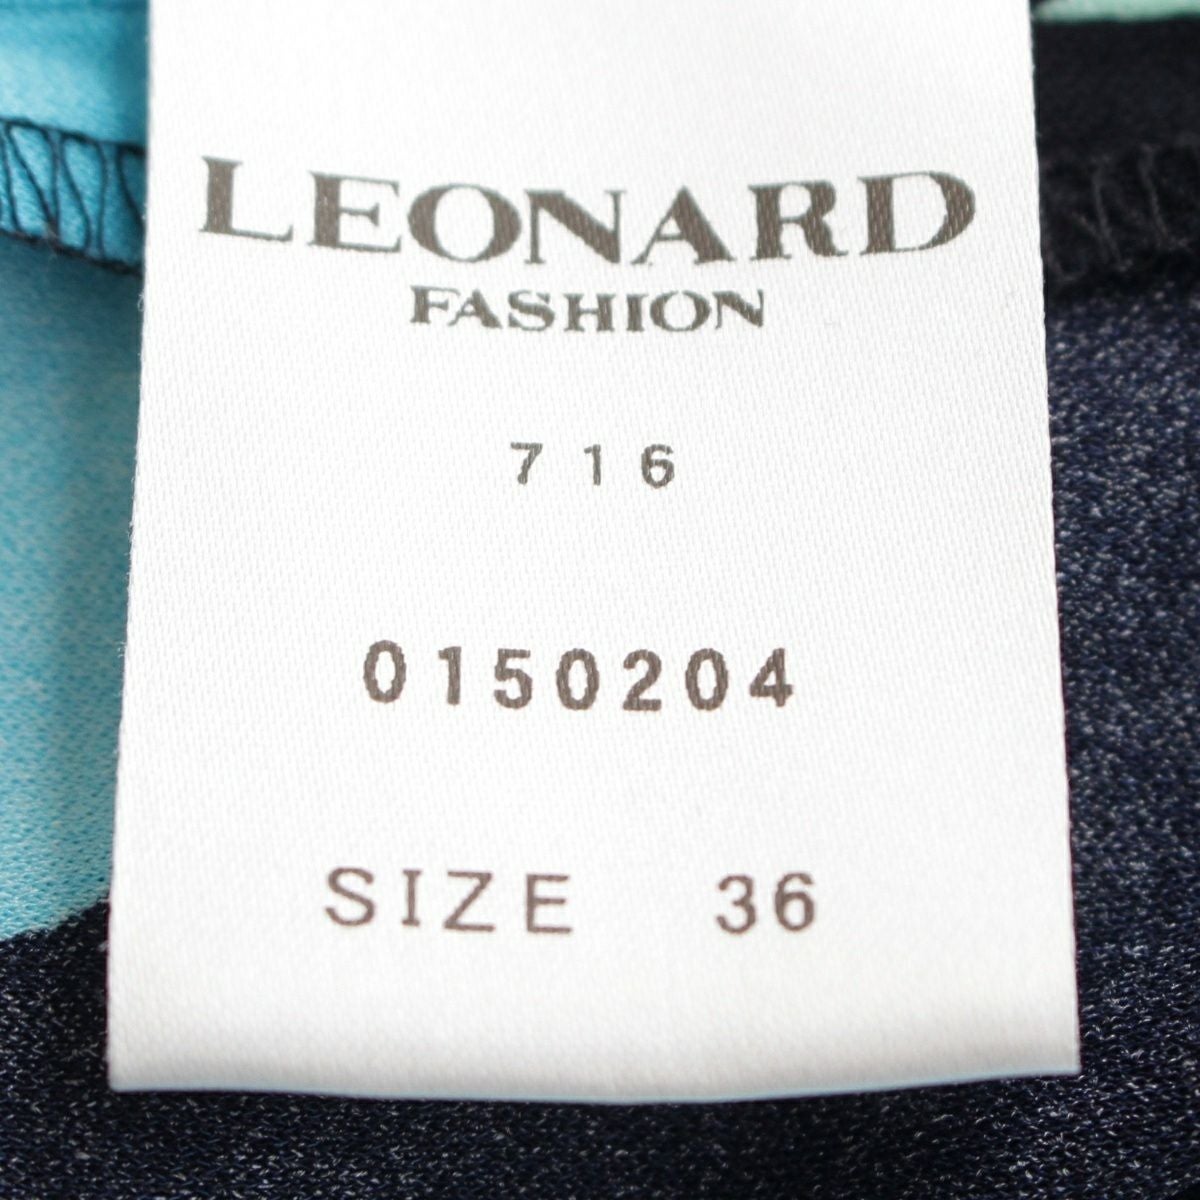 LEONARD
FASHION
716
0150204
SIZE 36